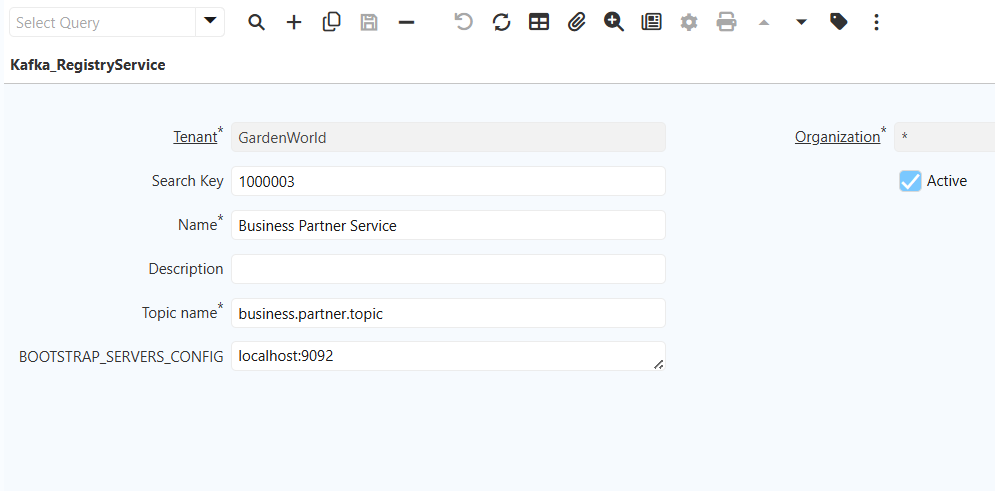 Select Query
Kafka_RegistryService
Tenant* GardenWorld Organization* *
Search Key 1000003 Active
Name* Business Partner Service
Description
Topic name* business.partner.topic
BOOTSTRAP_SERVERS_CONFIG localhost:9092